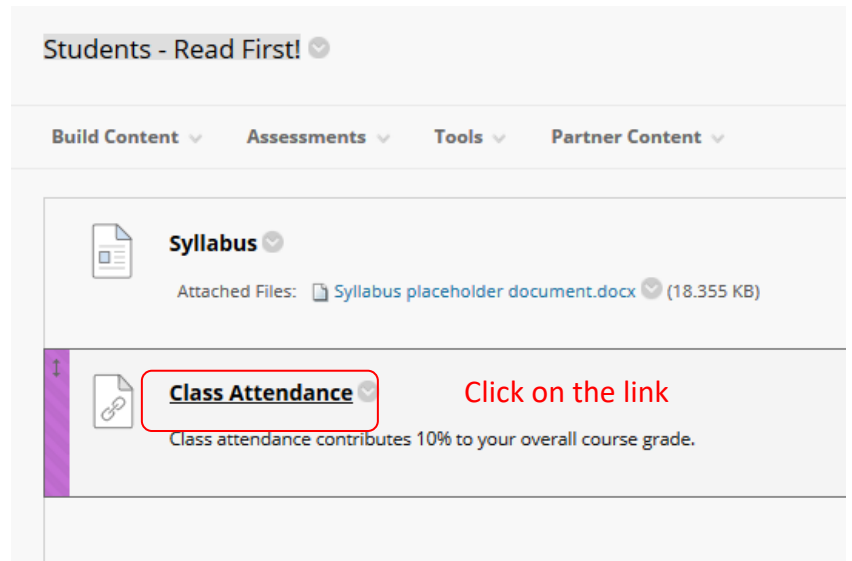 Students - Read First!
Build Content Assessments Tools Partner Content
Syllabus
Attached Files: Syllabus placeholder document.docx (18.355 KB)
Class Attendance Click on the link
Class attendance contributes 10% to your overall course grade.